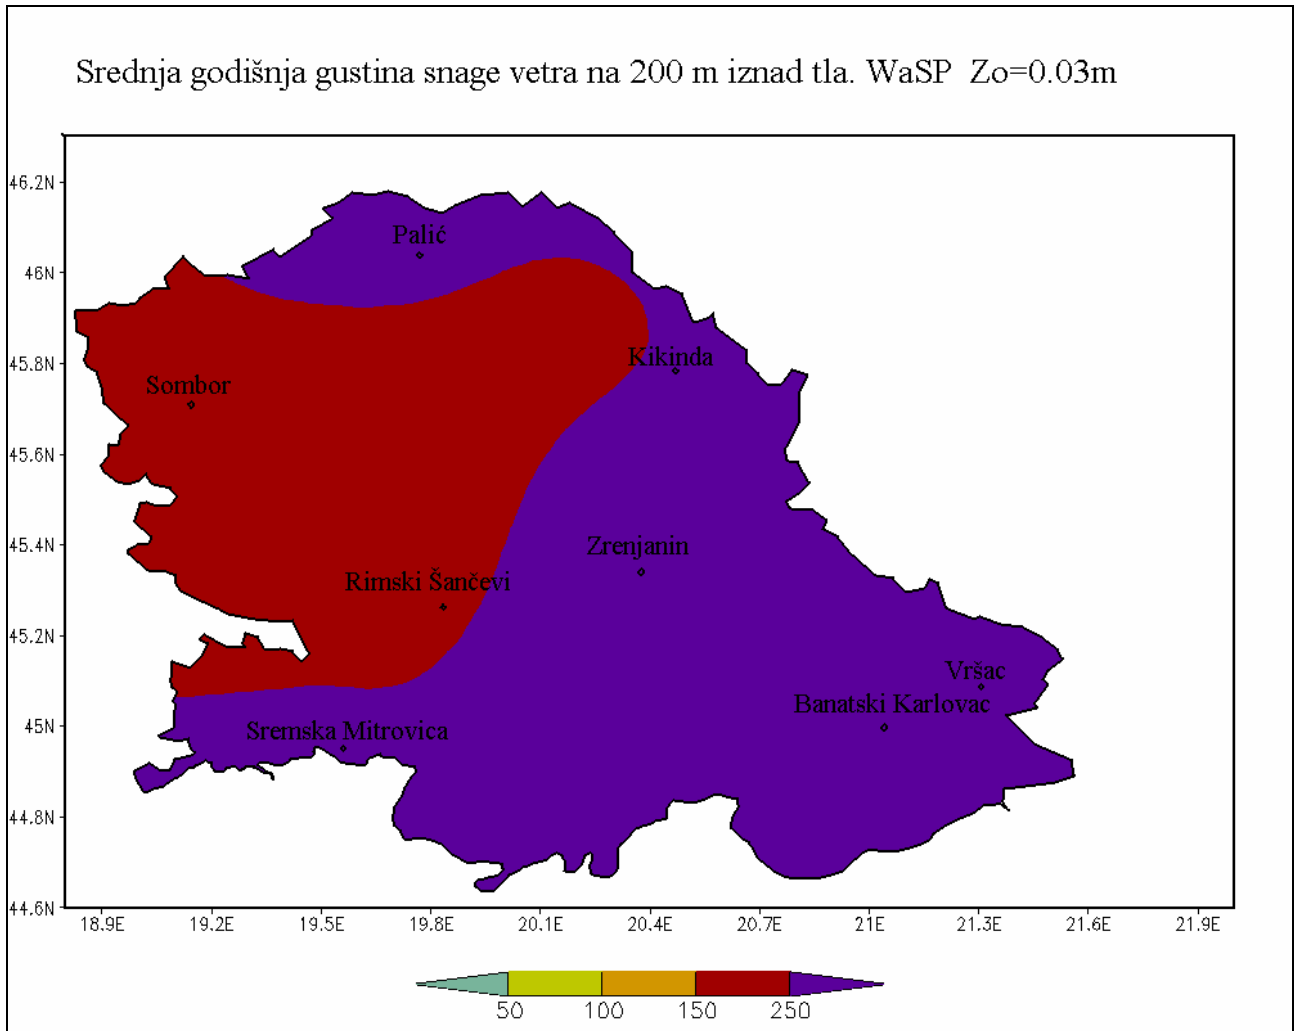 Srednja godišnja gustina snage vetra na 200 m iznad tla. WaSP Zo=0.03m
46.2N
Palić
46N
45.8N
Kikinda
Sombor
45.6N
45.4N
Zrenjanin
Rimski Šančevi
45.2N
Vršac
Banatski Karlovac
45N
Sremska Mitrovica
44.8N
44.6N
18.9E 19.2E 19.5E 19.8E 20.1E 20.4E 20.7E 21E 21.3E 21.6E 21.9E
50 100 150 250